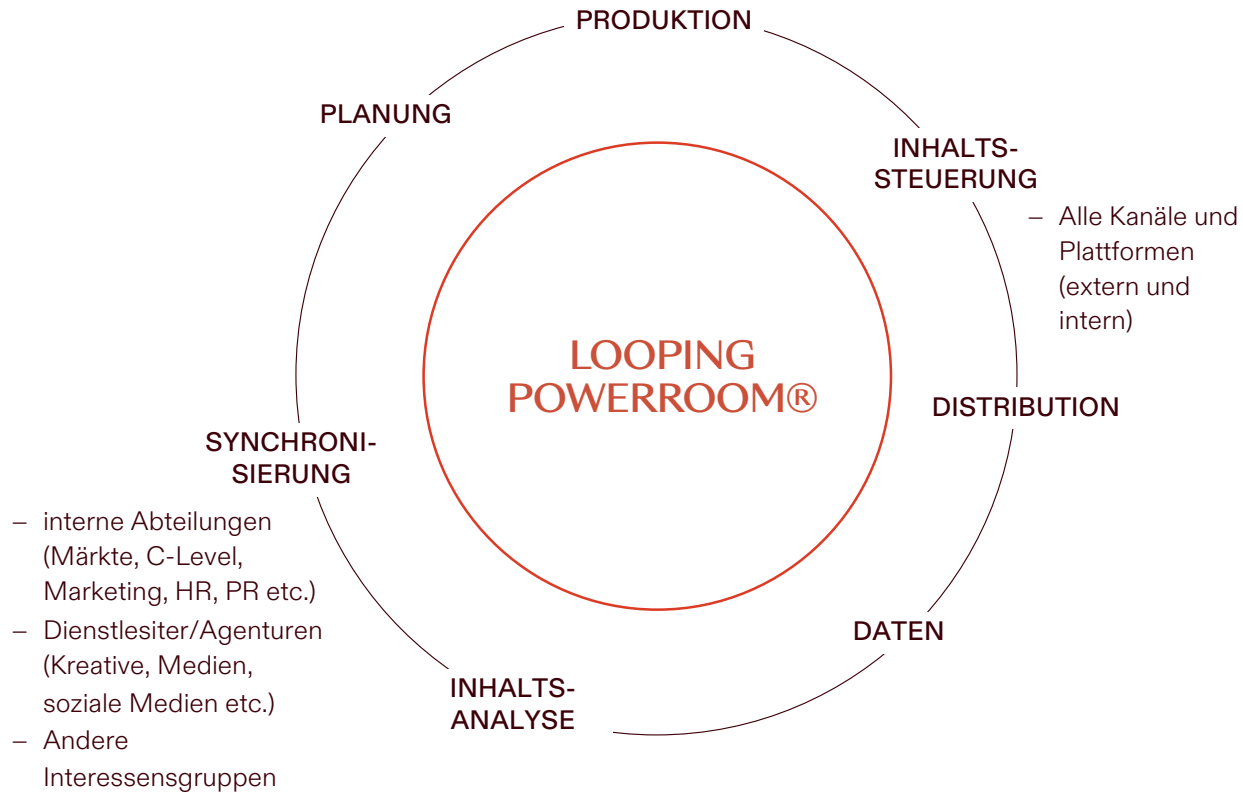 PRODUKTION
PLANUNG
INHALTS-
STEUERUNG
– Alle Kanäle und
Plattformen
(extern und
intern)
LOOPING
POWERROOM®
DISTRIBUTION
SYNCHRONI-
SIERUNG
– interne Abteilungen
(Märkte, C-Level,
Marketing, HR, PR etc.)
– Dienstlesiter/Agenturen
(Kreative, Medien,
soziale Medien etc.)
– Andere
Interessensgruppen
DATEN
INHALTS-
ANALYSE